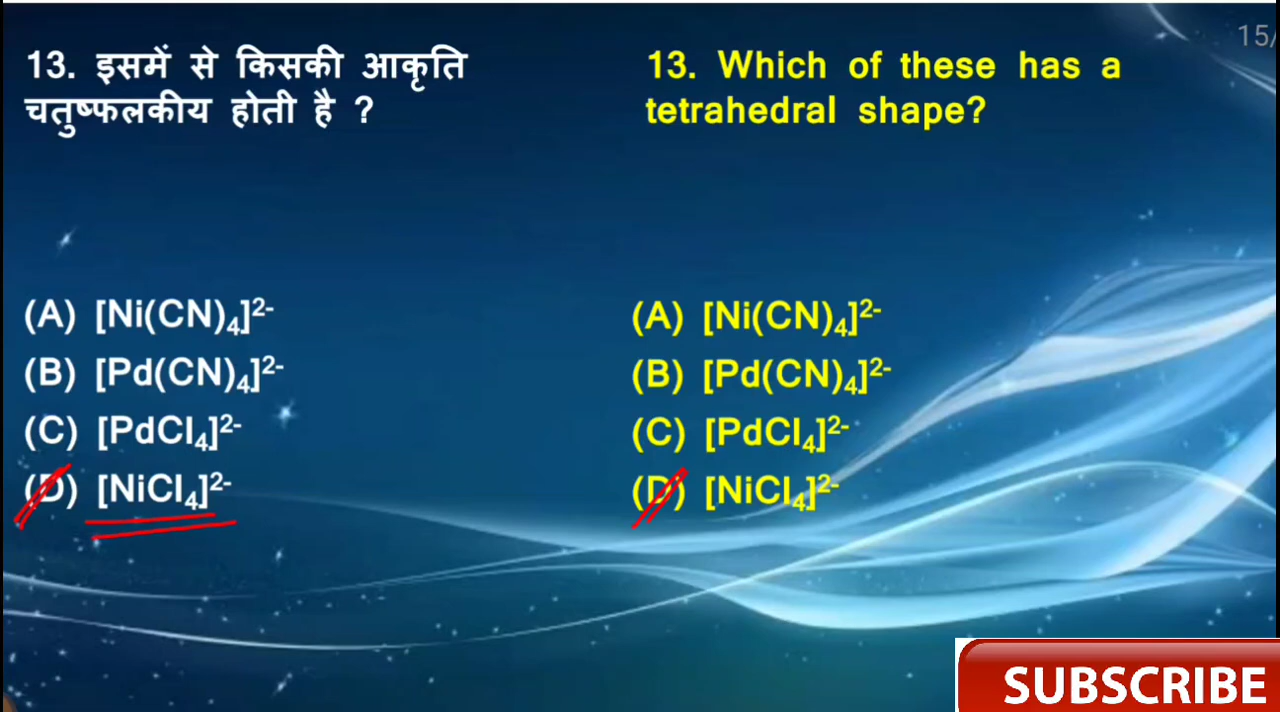 15/
13. इसमें से किसकी आकृति
चतुष्फलकीय होती है ?
(A) [Ni(CN)₄]²⁻
(B) [Pd(CN)₄]²⁻
(C) [PdCl₄]²⁻
(D) [NiCl₄]²⁻
13. Which of these has a
tetrahedral shape?
(A) [Ni(CN)₄]²⁻
(B) [Pd(CN)₄]²⁻
(C) [PdCl₄]²⁻
(D) [NiCl₄]²⁻
SUBSCRIBE